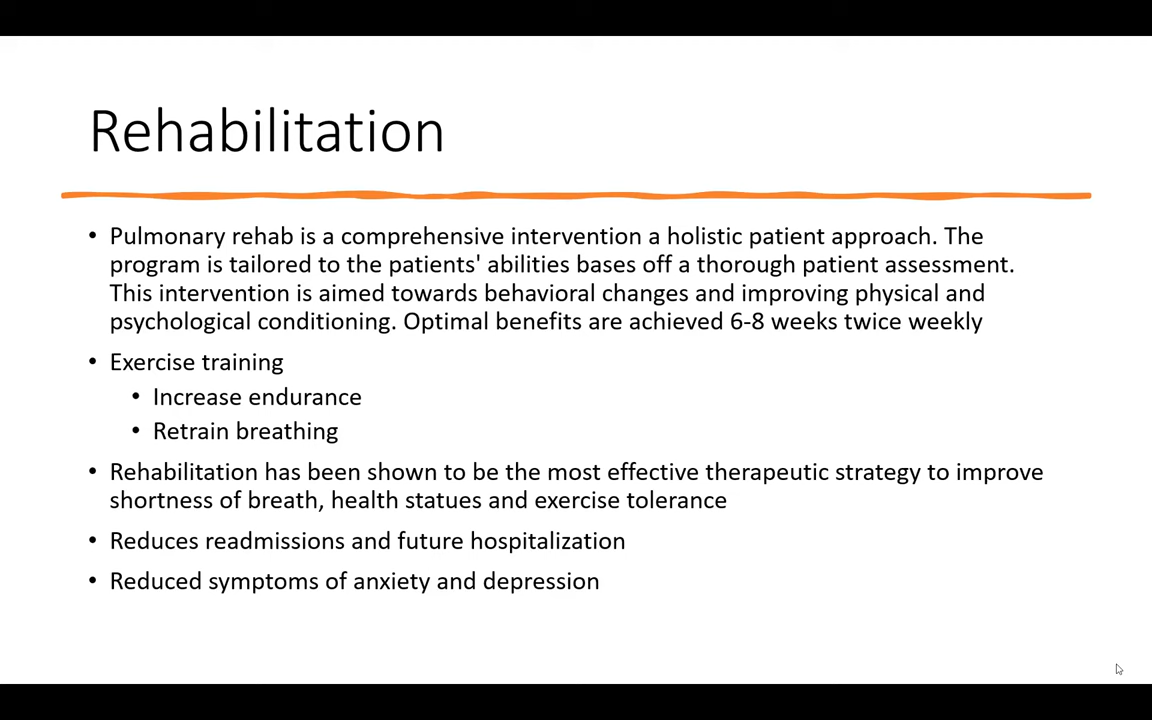 Rehabilitation
• Pulmonary rehab is a comprehensive intervention a holistic patient approach. The
program is tailored to the patients' abilities bases off a thorough patient assessment.
This intervention is aimed towards behavioral changes and improving physical and
psychological conditioning. Optimal benefits are achieved 6-8 weeks twice weekly
• Exercise training
• Increase endurance
• Retrain breathing
• Rehabilitation has been shown to be the most effective therapeutic strategy to improve
shortness of breath, health statues and exercise tolerance
• Reduces readmissions and future hospitalization
• Reduced symptoms of anxiety and depression